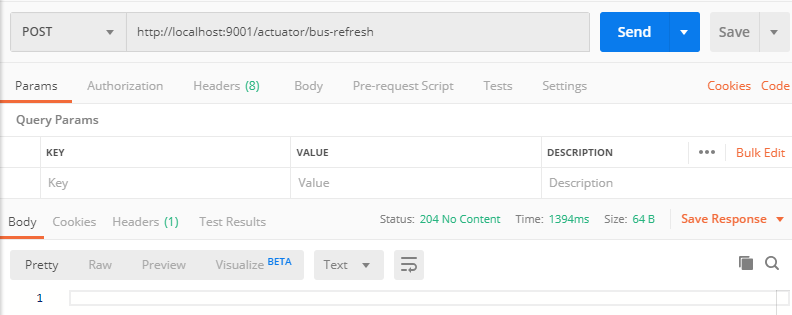 POST http://localhost:9001/actuator/bus-refresh Send Save
Params Authorization Headers (8) Body Pre-request Script Tests Settings Cookies Code
Query Params
KEY VALUE DESCRIPTION ••• Bulk Edit
Key Value Description
Body Cookies Headers (1) Test Results Status: 204 No Content Time: 1394ms Size: 64 B Save Response
Pretty Raw Preview Visualize BETA Text
1